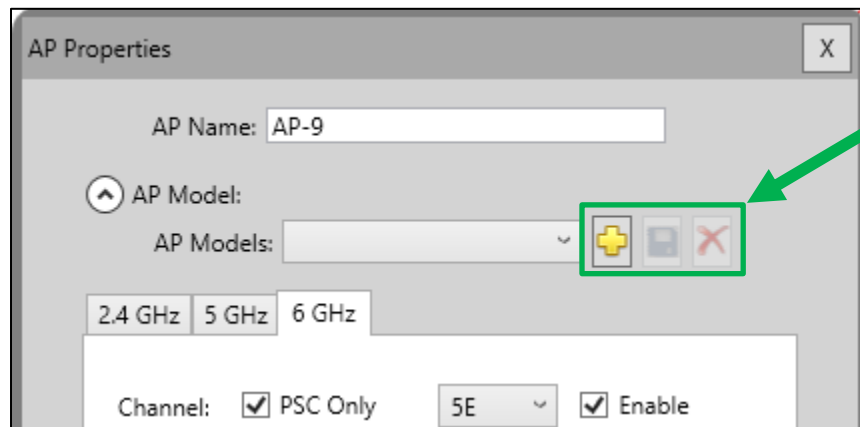 AP Properties X
AP Name: AP-9
AP Model:
AP Models:
2.4 GHz 5 GHz 6 GHz
Channel: PSC Only 5E Enable